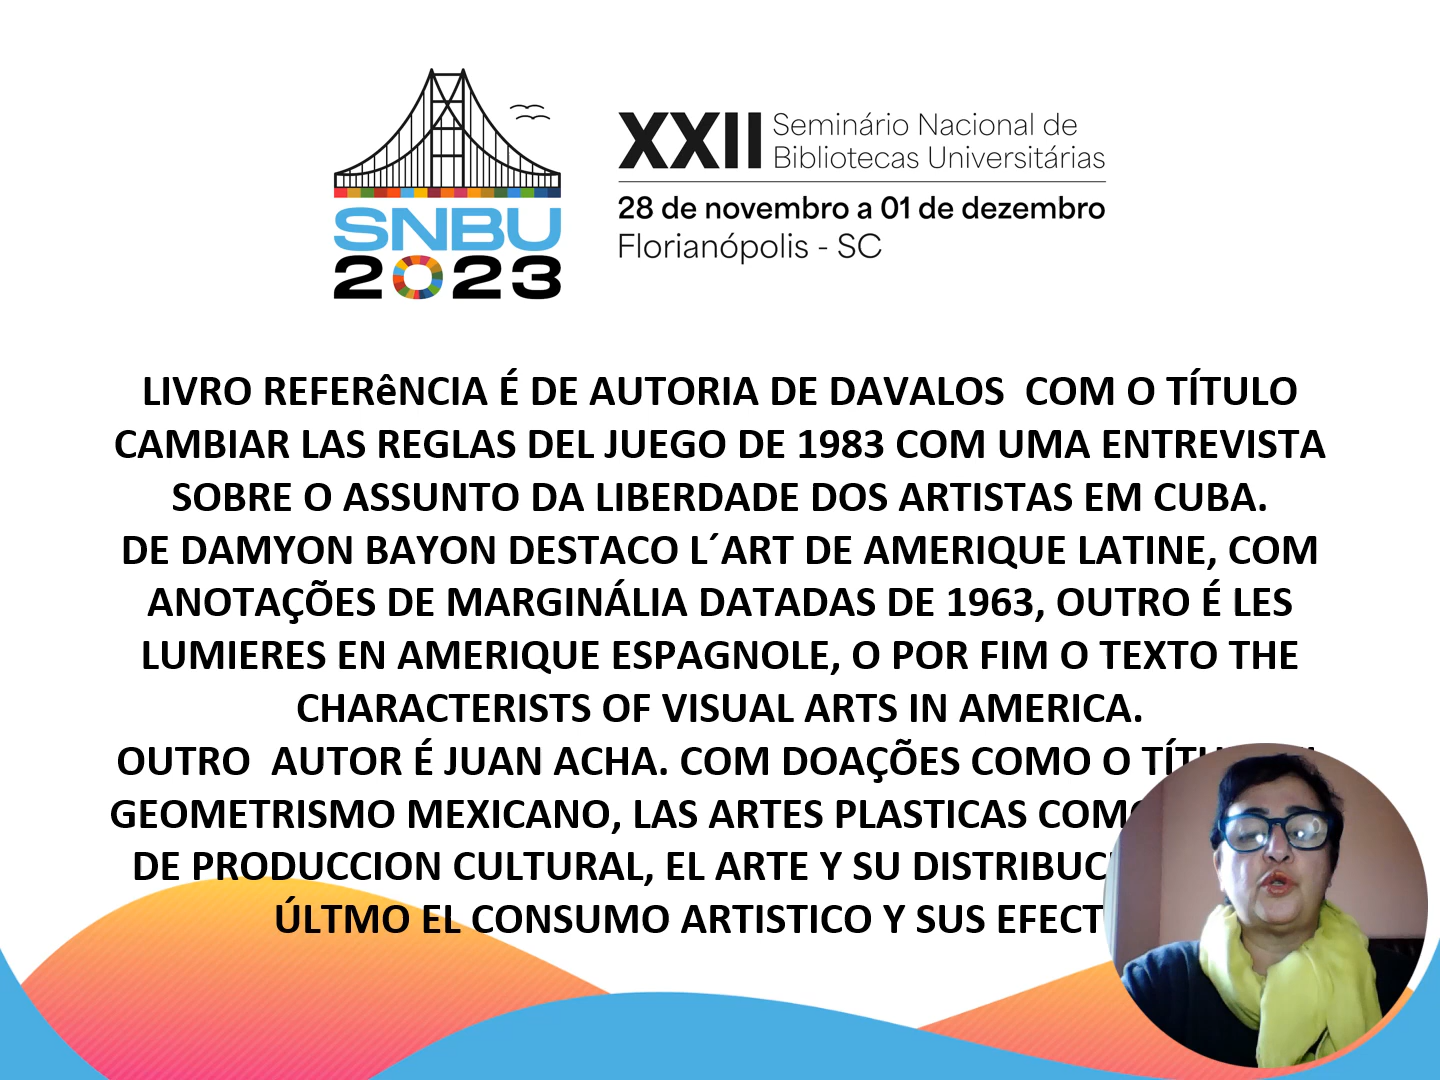 XXII Seminário Nacional de
Bibliotecas Universitárias
28 de novembro a 01 de dezembro
Florianópolis - SC
SNBU
2023
LIVRO REFERêNCIA É DE AUTORIA DE DAVALOS COM O TÍTULO
CAMBIAR LAS REGLAS DEL JUEGO DE 1983 COM UMA ENTREVISTA
SOBRE O ASSUNTO DA LIBERDADE DOS ARTISTAS EM CUBA.
DE DAMYON BAYON DESTACO L´ART DE AMERIQUE LATINE, COM
ANOTAÇÕES DE MARGINÁLIA DATADAS DE 1963, OUTRO É LES
LUMIERES EN AMERIQUE ESPAGNOLE, O POR FIM O TEXTO THE
CHARACTERISTS OF VISUAL ARTS IN AMERICA.
OUTRO AUTOR É JUAN ACHA. COM DOAÇÕES COMO O
GEOMETRISMO MEXICANO, LAS ARTES PLASTICAS
DE PRODUCCION CULTURAL, EL ARTE Y SU
ÚLTMO EL CONSUMO ARTISTICO Y SUS